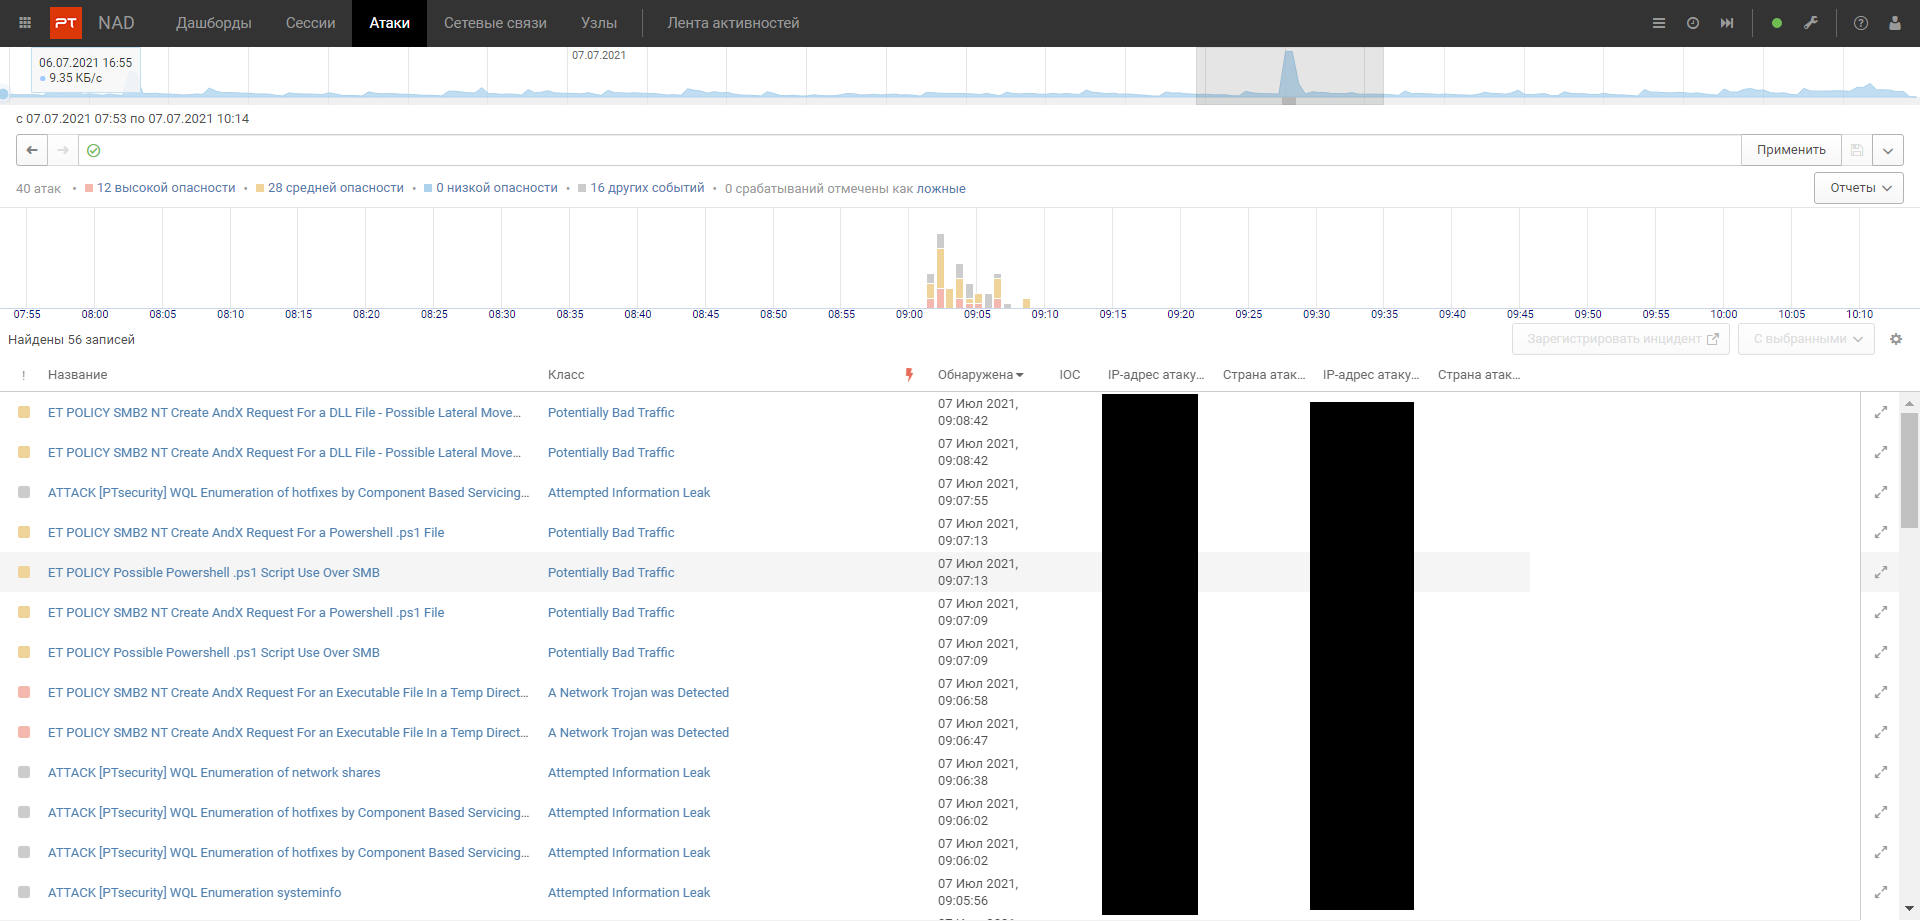 PT NAD Дашборды Сессии Атаки Сетевые связи Узлы Лента активностей
07.07.2021
06.07.2021 16:55
9.35 КБ/с
с 07.07.2021 07:53 по 07.07.2021 10:14
Применить
40 атак • 12 высокой опасности • 28 средней опасности • 0 низкой опасности • 16 других событий • 0 срабатываний отмечены как ложные
Отчеты
07:55 08:00 08:05 08:10 08:15 08:20 08:25 08:30 08:35 08:40 08:45 08:50 08:55 09:00 09:05 09:10 09:15 09:20 09:25 09:30 09:35 09:40 09:45 09:50 09:55 10:00 10:05 10:10
Найдены 56 записей
Зарегистрировать инцидент
С выбранными
! Название Класс Обнаружена IOC IP-адрес атаку... Страна атак... IP-адрес атаку... Страна атак...
ET POLICY SMB2 NT Create AndX Request For a DLL File - Possible Lateral Move... Potentially Bad Traffic 07 Июл 2021,
09:08:42
ET POLICY SMB2 NT Create AndX Request For a DLL File - Possible Lateral Move... Potentially Bad Traffic 07 Июл 2021,
09:08:42
ATTACK [PTsecurity] WQL Enumeration of hotfixes by Component Based Servicing... Attempted Information Leak 07 Июл 2021,
09:07:55
ET POLICY SMB2 NT Create AndX Request For a Powershell .ps1 File Potentially Bad Traffic 07 Июл 2021,
09:07:13
ET POLICY Possible Powershell .ps1 Script Use Over SMB Potentially Bad Traffic 07 Июл 2021,
09:07:13
ET POLICY SMB2 NT Create AndX Request For a Powershell .ps1 File Potentially Bad Traffic 07 Июл 2021,
09:07:09
ET POLICY Possible Powershell .ps1 Script Use Over SMB Potentially Bad Traffic 07 Июл 2021,
09:07:09
ET POLICY SMB2 NT Create AndX Request For an Executable File In a Temp Direct... A Network Trojan was Detected 07 Июл 2021,
09:06:58
ET POLICY SMB2 NT Create AndX Request For an Executable File In a Temp Direct... A Network Trojan was Detected 07 Июл 2021,
09:06:47
ATTACK [PTsecurity] WQL Enumeration of network shares Attempted Information Leak 07 Июл 2021,
09:06:38
ATTACK [PTsecurity] WQL Enumeration of hotfixes by Component Based Servicing... Attempted Information Leak 07 Июл 2021,
09:06:02
ATTACK [PTsecurity] WQL Enumeration of hotfixes by Component Based Servicing... Attempted Information Leak 07 Июл 2021,
09:06:02
ATTACK [PTsecurity] WQL Enumeration systeminfo Attempted Information Leak 07 Июл 2021,
09:05:56